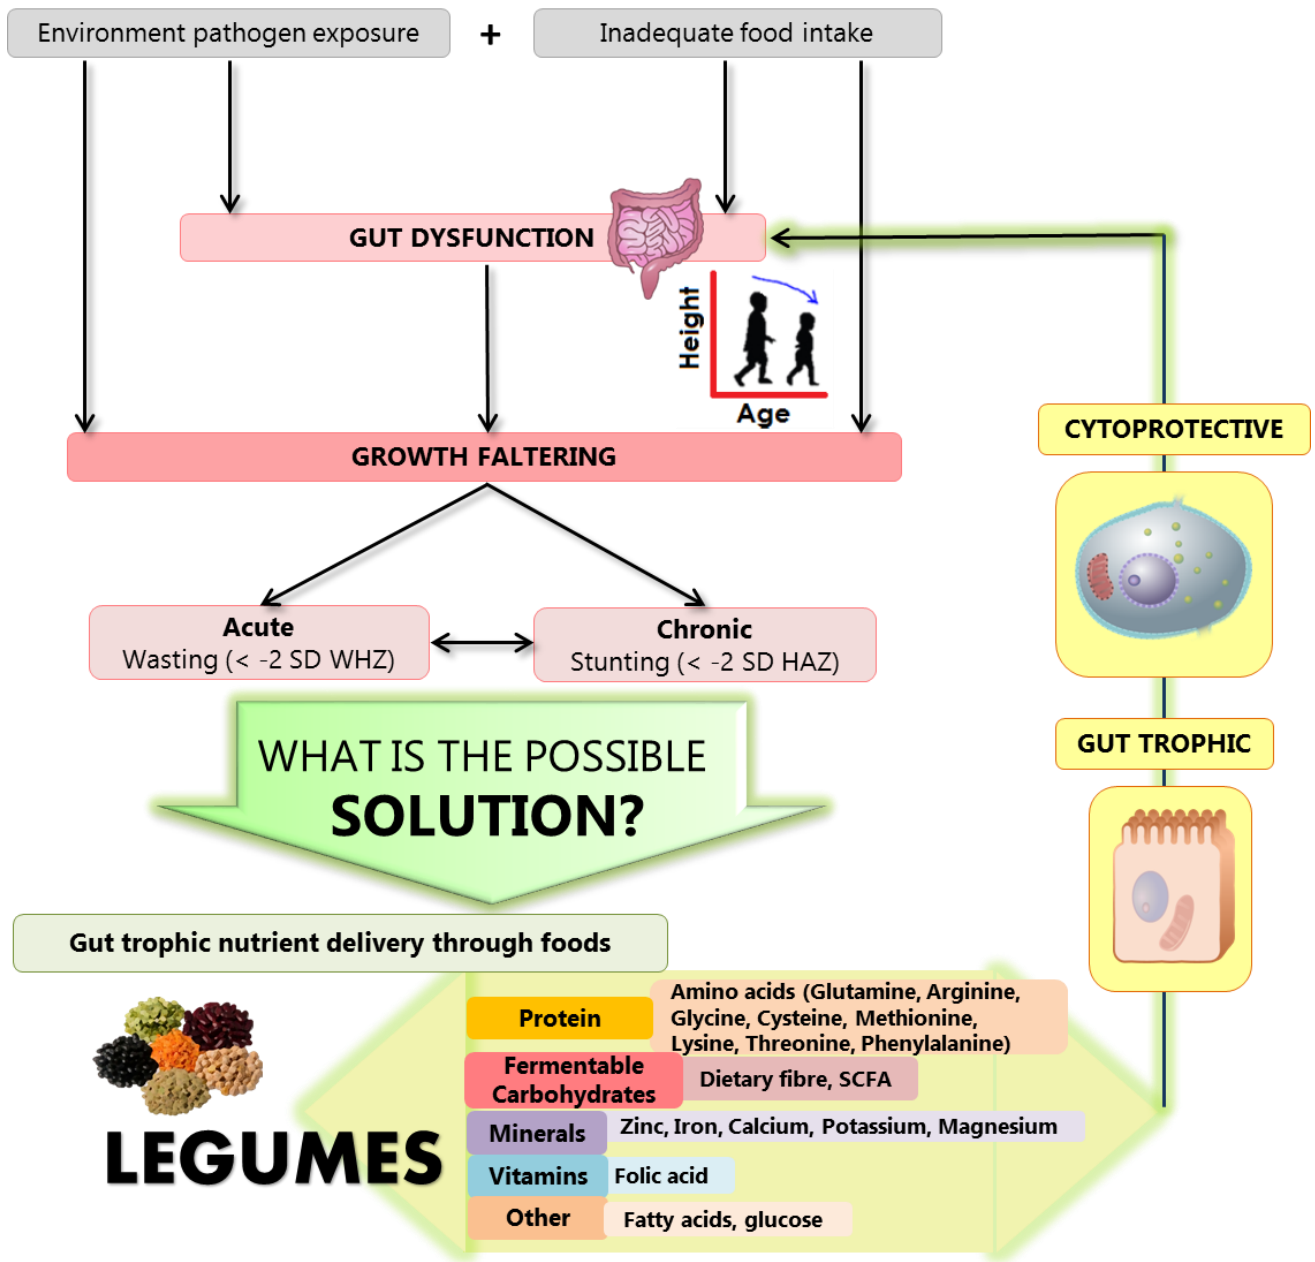 Environment pathogen exposure
+
Inadequate food intake
GUT DYSFUNCTION
Height
Age
GROWTH FALTERING
Acute
Wasting (< -2 SD WHZ)
Chronic
Stunting (< -2 SD HAZ)
WHAT IS THE POSSIBLE
SOLUTION?
CYTOPROTECTIVE
GUT TROPHIC
Gut trophic nutrient delivery through foods
LEGUMES
Protein
Amino acids (Glutamine, Arginine,
Glycine, Cysteine, Methionine,
Lysine, Threonine, Phenylalanine)
Fermentable
Carbohydrates
Dietary fibre, SCFA
Minerals
Zinc, Iron, Calcium, Potassium, Magnesium
Vitamins
Folic acid
Other
Fatty acids, glucose